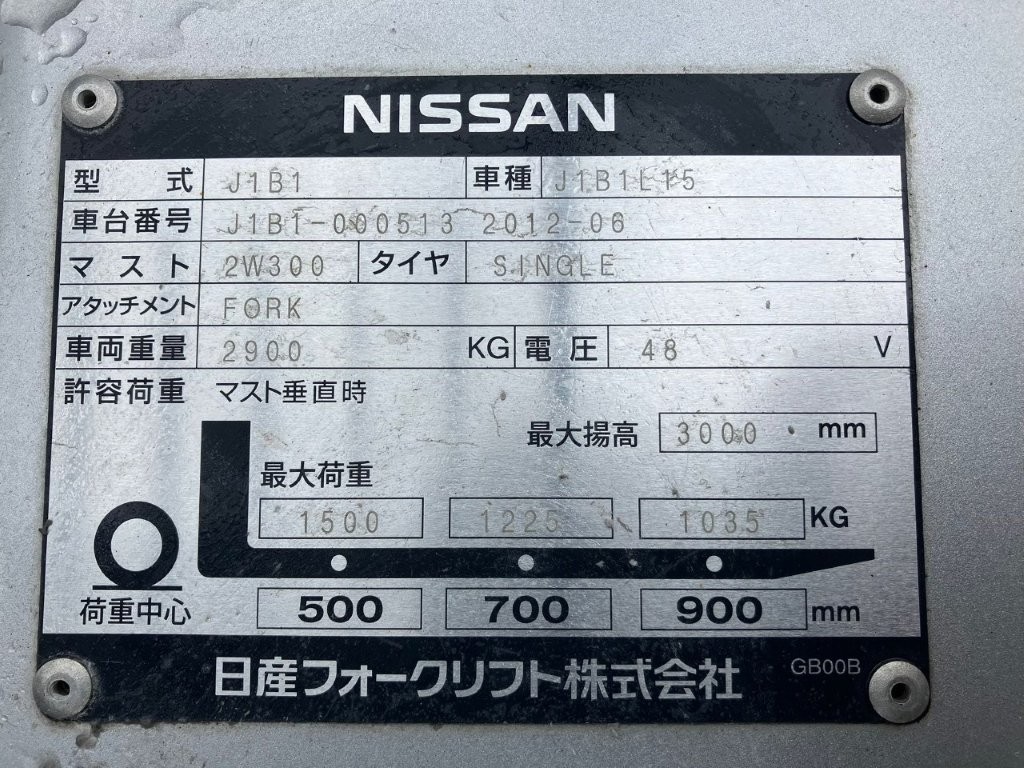 NISSAN
型式 J1B1 車種 J1B1L15
車台番号 J1B1-000513 2012-06
マスト 2W300 タイヤ SINGLE
アタッチメント FORK
車両重量 2900 KG 電圧 48 V
許容荷重 マスト垂直時
最大揚高 3000 mm
最大荷重
1500 1225 1035 KG
荷重中心 500 700 900 mm
日産フォークリフト株式会社 GB00B